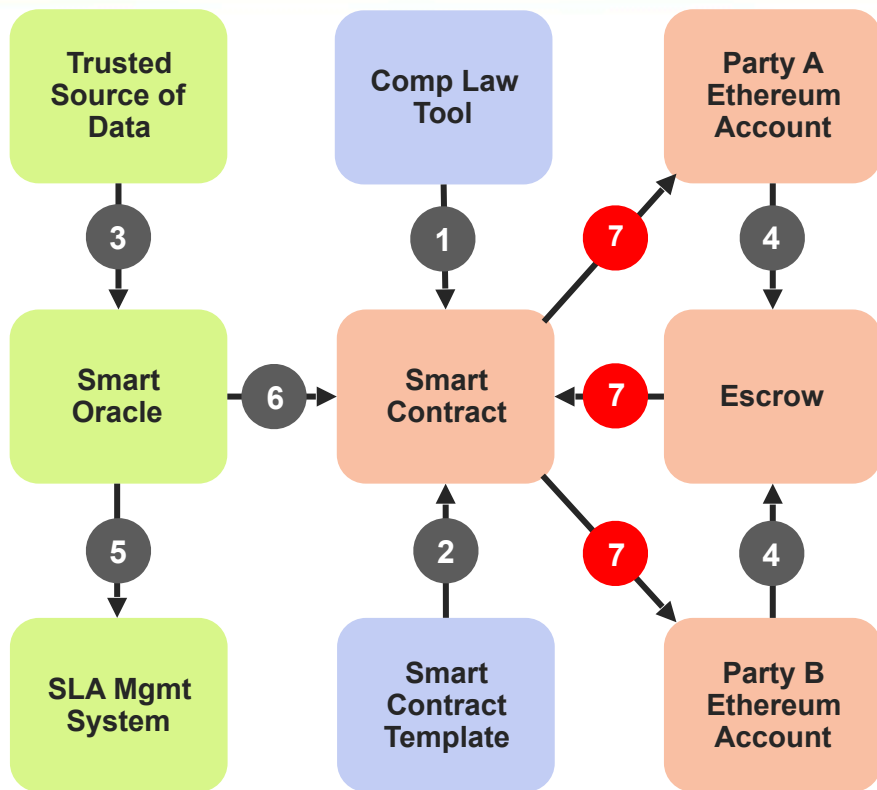 Trusted
Source of
Data
Comp Law
Tool
Party A
Ethereum
Account
3
1
7
4
Smart
Oracle
6
Smart
Contract
7
Escrow
5
2
7
4
SLA Mgmt
System
Smart
Contract
Template
Party B
Ethereum
Account